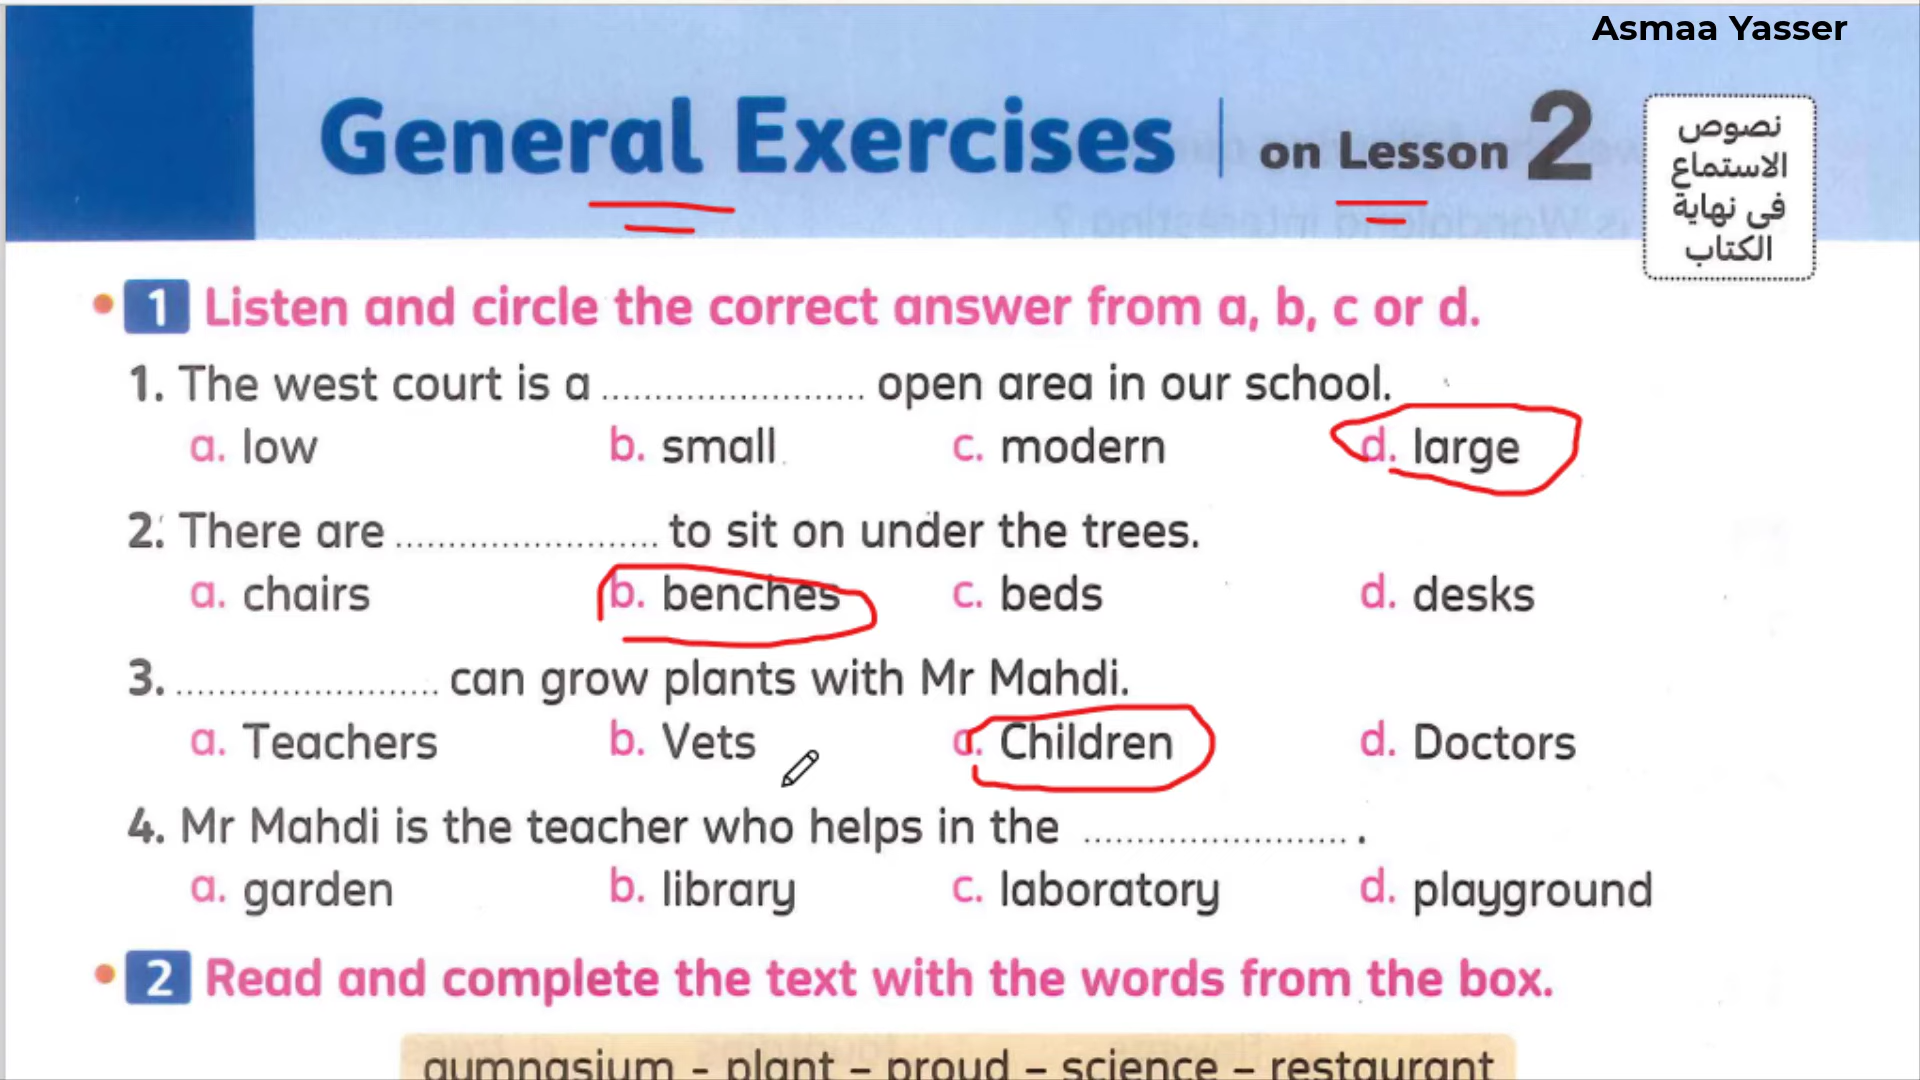 Asmaa Yasser
General Exercises on Lesson 2
نصوص
الاستماع
فى نهاية
الكتاب
1 Listen and circle the correct answer from a, b, c or d.
1. The west court is a ........................ open area in our school.
a. low b. small c. modern d. large
2. There are ........................ to sit on under the trees.
a. chairs b. benches c. beds d. desks
3. ........................ can grow plants with Mr Mahdi.
a. Teachers b. Vets c. Children d. Doctors
4. Mr Mahdi is the teacher who helps in the ........................ .
a. garden b. library c. laboratory d. playground
2 Read and complete the text with the words from the box.
gymnasium – plant – proud – science – restaurant